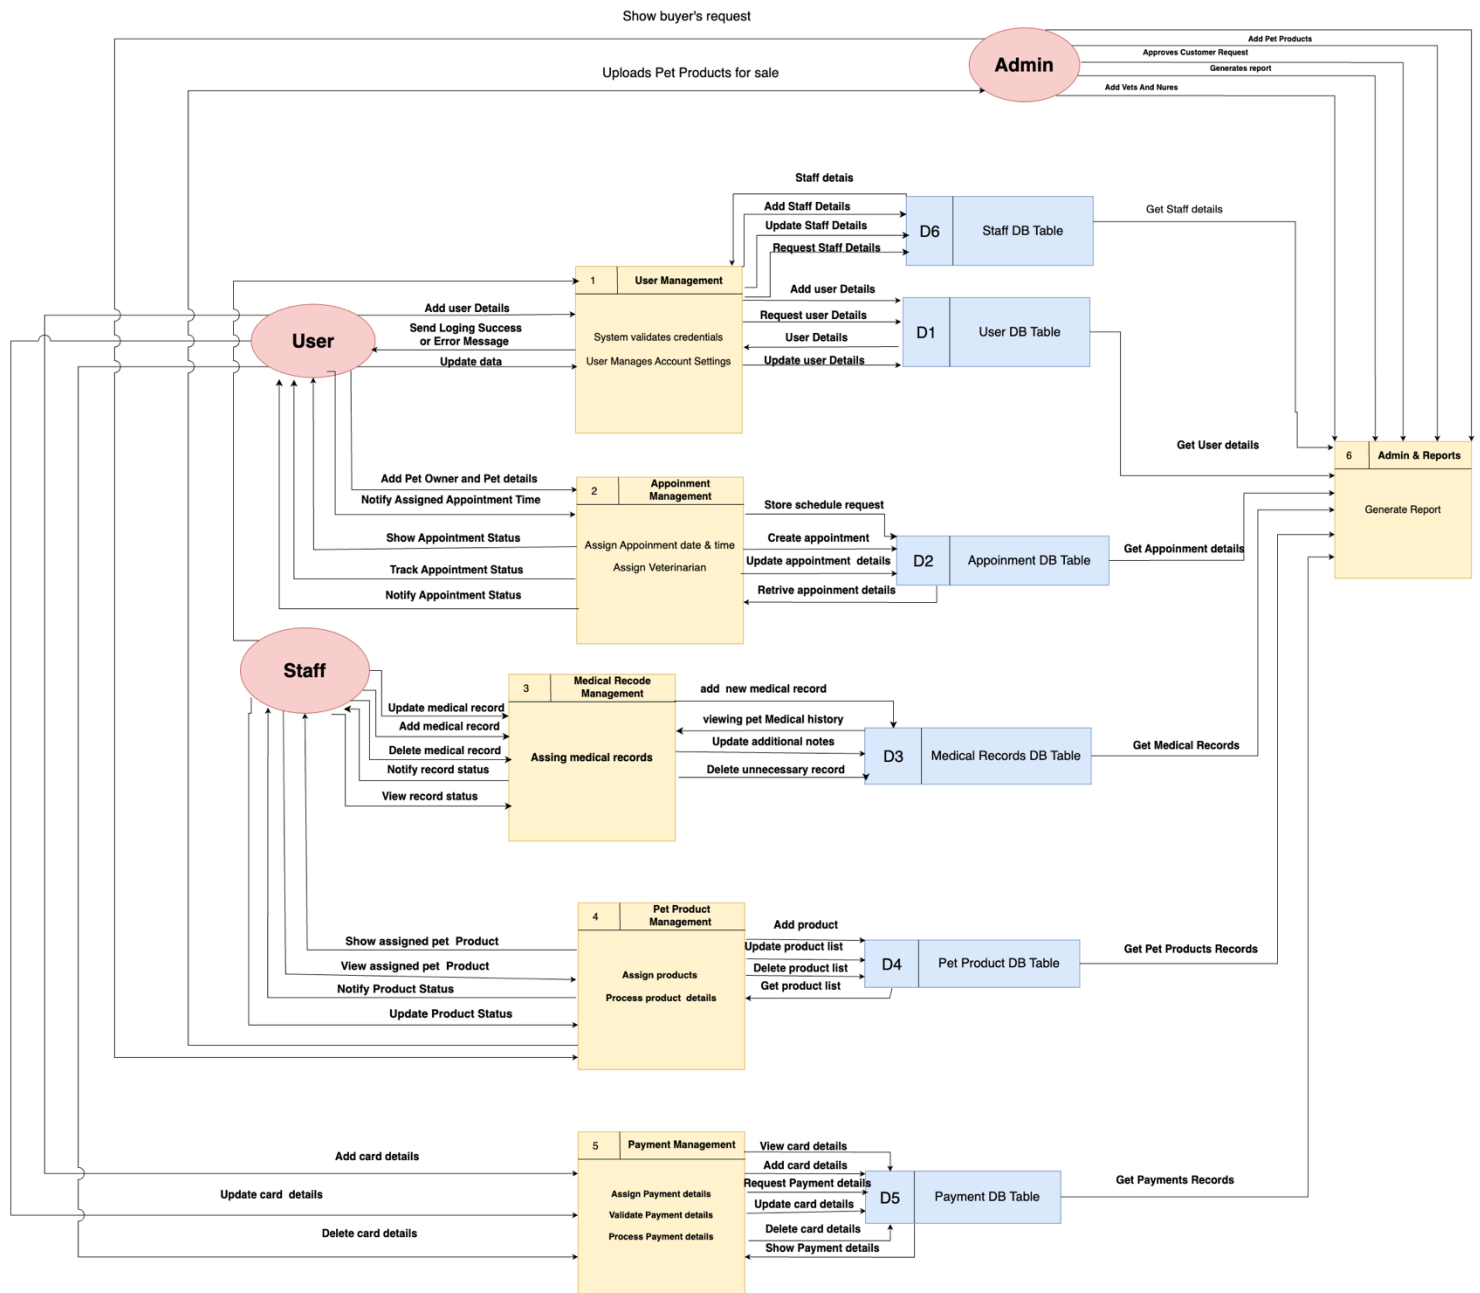 Show buyer's request
Admin
Add Pet Products
Approves Customer Request
Generates report
Add Vets And Nures
Uploads Pet Products for sale
Staff detais
Add Staff Details
Update Staff Details
Request Staff Details
D6
Staff DB Table
Get Staff details
1
User Management
System validates credentials
User Manages Account Settings
User
Add user Details
Send Loging Success
or Error Message
Update data
Add user Details
Request user Details
User Details
Update user Details
D1
User DB Table
Get User details
6
Admin & Reports
Generate Report
Add Pet Owner and Pet details
Notify Assigned Appointment Time
Show Appointment Status
Track Appointment Status
Notify Appointment Status
2
Appoinment
Management
Assign Appoinment date & time
Assign Veterinarian
Store schedule request
Create appointment
Update appointment details
Retrive appoinment details
D2
Appoinment DB Table
Get Appoinment details
Staff
Update medical record
Add medical record
Delete medical record
Notify record status
View record status
3
Medical Recode
Management
Assing medical records
add new medical record
viewing pet Medical history
Update additional notes
Delete unnecessary record
D3
Medical Records DB Table
Get Medical Records
Show assigned pet Product
View assigned pet Product
Notify Product Status
Update Product Status
4
Pet Product
Management
Assign products
Process product details
Add product
Update product list
Delete product list
Get product list
D4
Pet Product DB Table
Get Pet Products Records
Add card details
Update card details
Delete card details
5
Payment Management
Assign Payment details
Validate Payment details
Process Payment details
View card details
Add card details
Request Payment details
Update card details
Delete card details
Show Payment details
D5
Payment DB Table
Get Payments Records